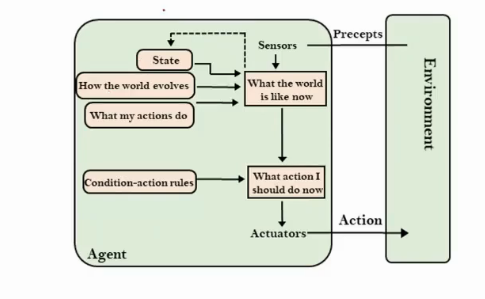 Sensors
Precepts
State
How the world evolves
What the world
is like now
What my actions do
Environment
Condition-action rules
What action I
should do now
Actuators
Action
Agent